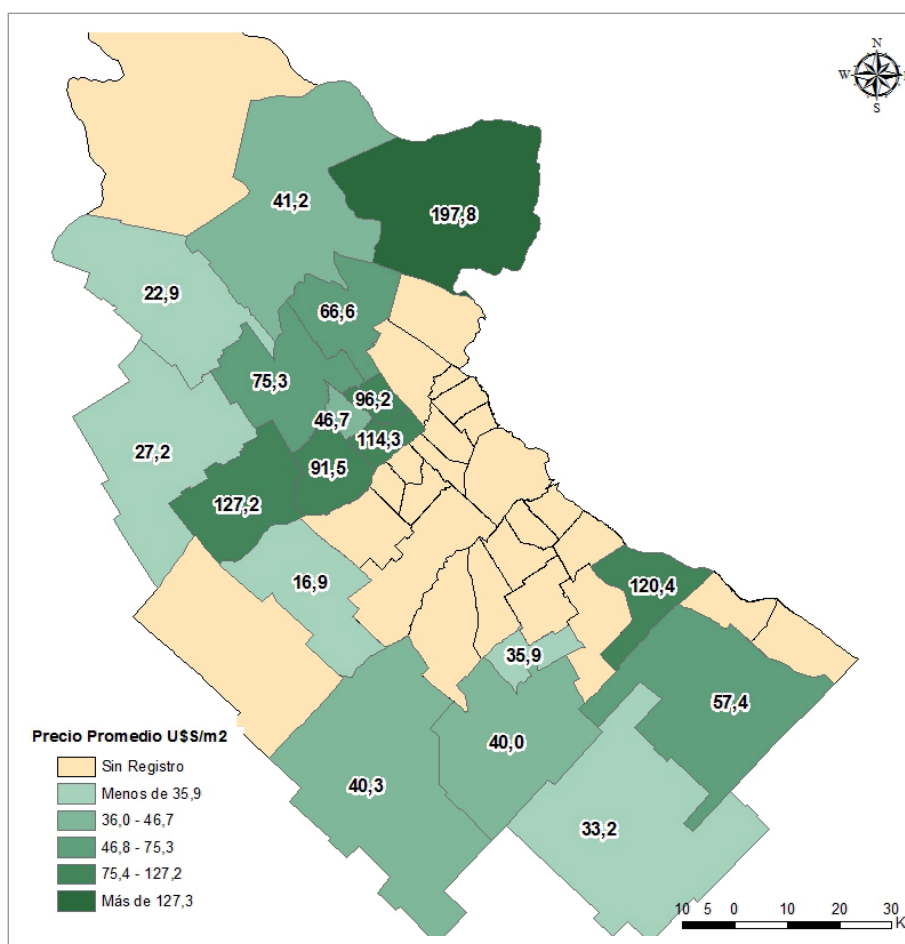 N
W
S
41,2
197,8
22,9
66,6
75,3
96,2
46,7
114,3
27,2
91,5
127,2
16,9
120,4
35,9
57,4
40,0
40,3
33,2
Precio Promedio U$S/m2
Sin Registro
Menos de 35,9
36,0 - 46,7
46,8 - 75,3
75,4 - 127,2
Más de 127,3
10 5 0 10 20 30
K